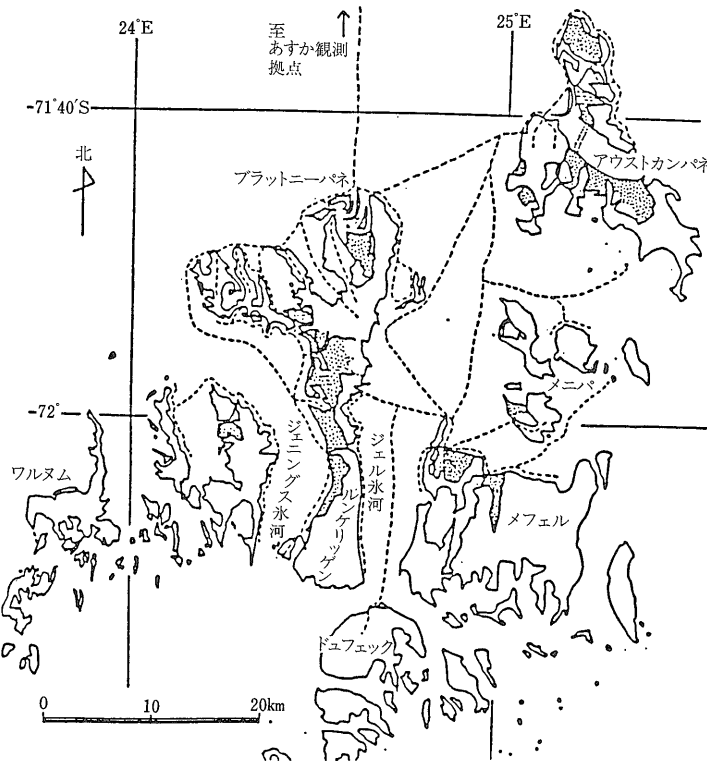 24°E
25°E
至
あすか観測
拠点
-71°40′S
北
ブラットニーパネ
アウストカンパネ
メニパ
-72°
ワルヌム
ジェニングス氷河
ルンケリッゲン
ジェル氷河
メフェル
ドュフェック
0 10 20km